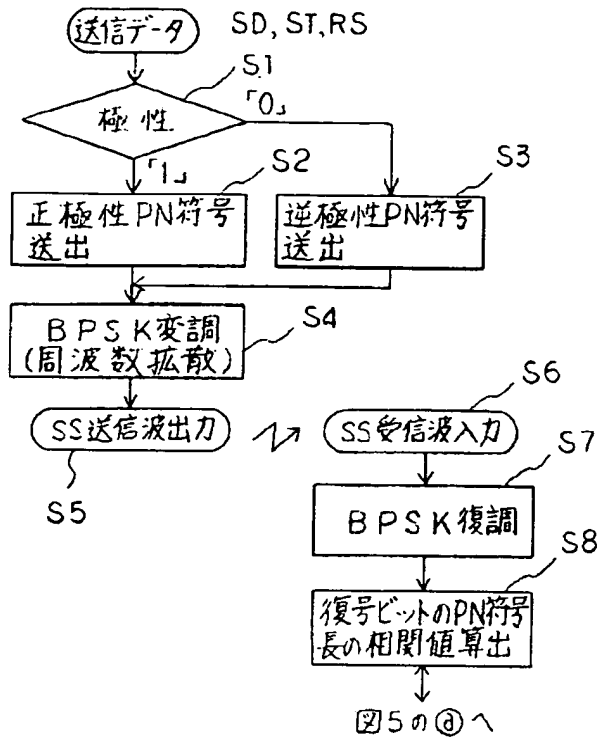 送信データ
SD, ST, RS
S1
極性
「0」
「1」
S2
S3
正極性PN符号
送出
逆極性PN符号
送出
BPSK変調
(周波数拡散)
S4
S6
SS送信波出力
SS受信波入力
S5
S7
BPSK復調
S8
復号ビットのPN符号
長の相関値算出
図5のⓐへ